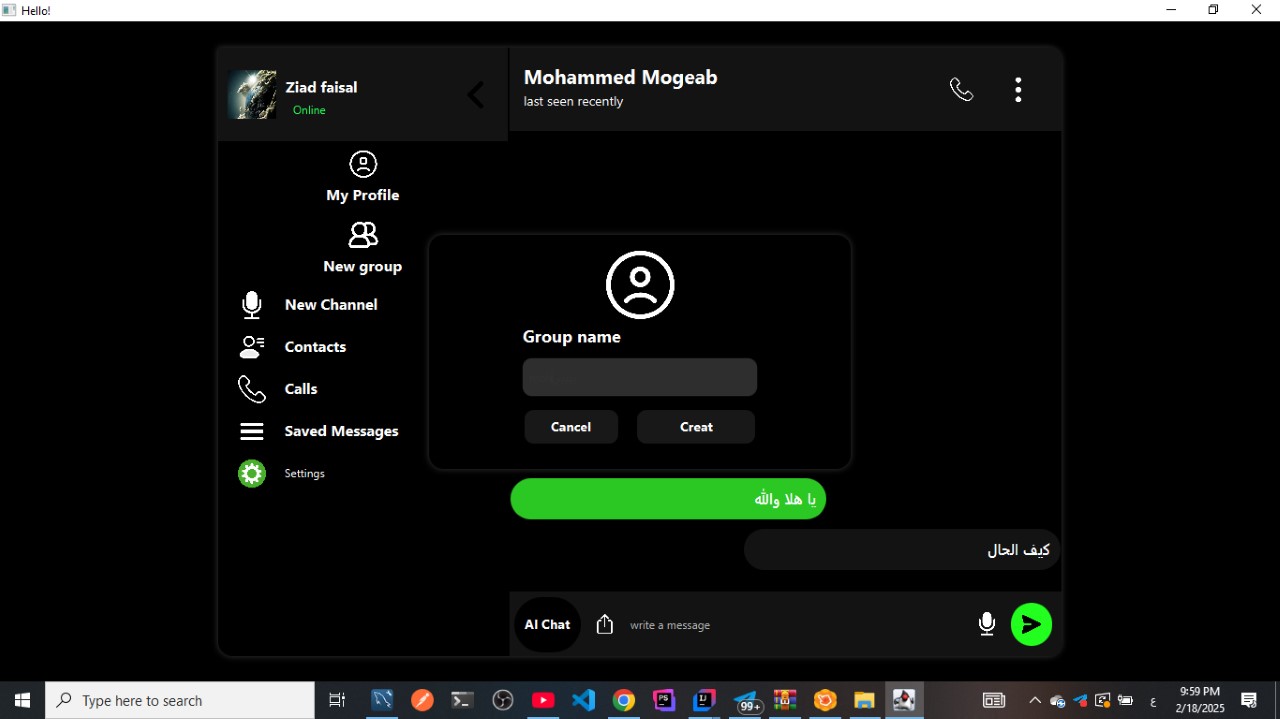 Hello!
Ziad faisal
Online
Mohammed Mogeab
last seen recently
My Profile
New group
New Channel
Contacts
Calls
Saved Messages
Settings
Group name
Cancel
Creat
يا هلا والله
كيف الحال
AI Chat
write a message
Type here to search
PS
IJ
99+
ع
9:59 PM
2/18/2025